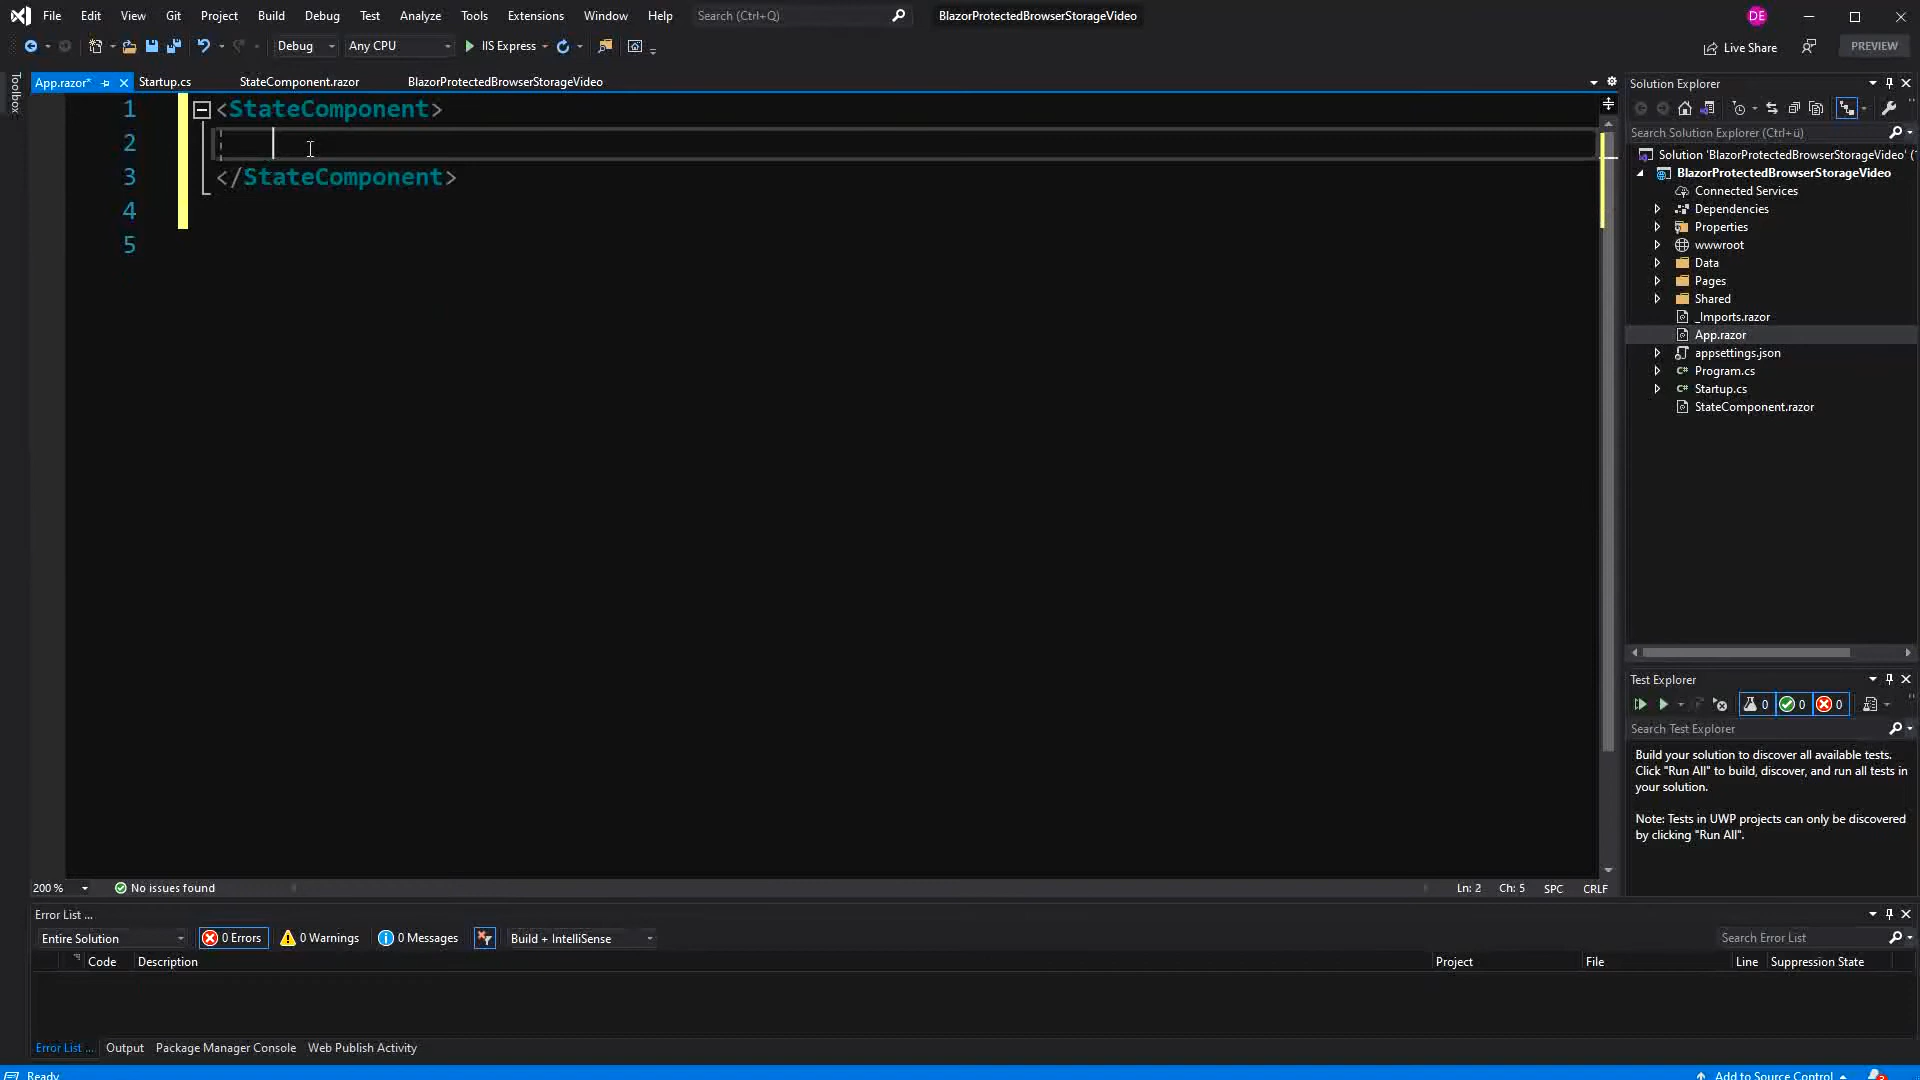 File Edit View Git Project Build Debug Test Analyze Tools Extensions Window Help Search (Ctrl+Q) BlazorProtectedBrowserStorageVideo DE
Debug Any CPU IIS Express Live Share PREVIEW
Toolbox
App.razor* Startup.cs StateComponent.razor BlazorProtectedBrowserStorageVideo
1 <StateComponent>
2
3 </StateComponent>
4
5
200 % No issues found Ln: 2 Ch: 5 SPC CRLF
Solution Explorer
Search Solution Explorer (Ctrl+ü)
Solution 'BlazorProtectedBrowserStorageVideo' (
BlazorProtectedBrowserStorageVideo
Connected Services
Dependencies
Properties
wwwroot
Data
Pages
Shared
_Imports.razor
App.razor
appsettings.json
C# Program.cs
C# Startup.cs
StateComponent.razor
Test Explorer
0 0 0
Search Test Explorer
Build your solution to discover all available tests.
Click "Run All" to build, discover, and run all tests in
your solution.
Note: Tests in UWP projects can only be discovered
by clicking "Run All".
Error List ...
Entire Solution 0 Errors 0 Warnings 0 Messages Build + IntelliSense Search Error List
Code Description Project File Line Suppression State
Error List ... Output Package Manager Console Web Publish Activity
Ready Add to Source Control